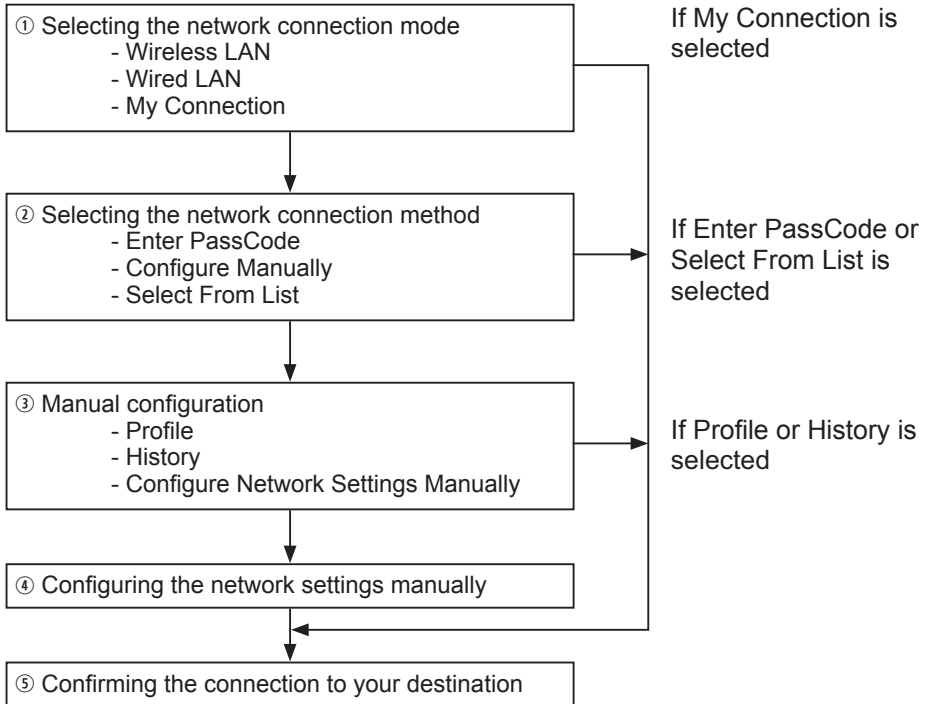 ① Selecting the network connection mode
- Wireless LAN
- Wired LAN
- My Connection
If My Connection is
selected
② Selecting the network connection method
- Enter PassCode
- Configure Manually
- Select From List
If Enter PassCode or
Select From List is
selected
③ Manual configuration
- Profile
- History
- Configure Network Settings Manually
If Profile or History is
selected
④ Configuring the network settings manually
⑤ Confirming the connection to your destination